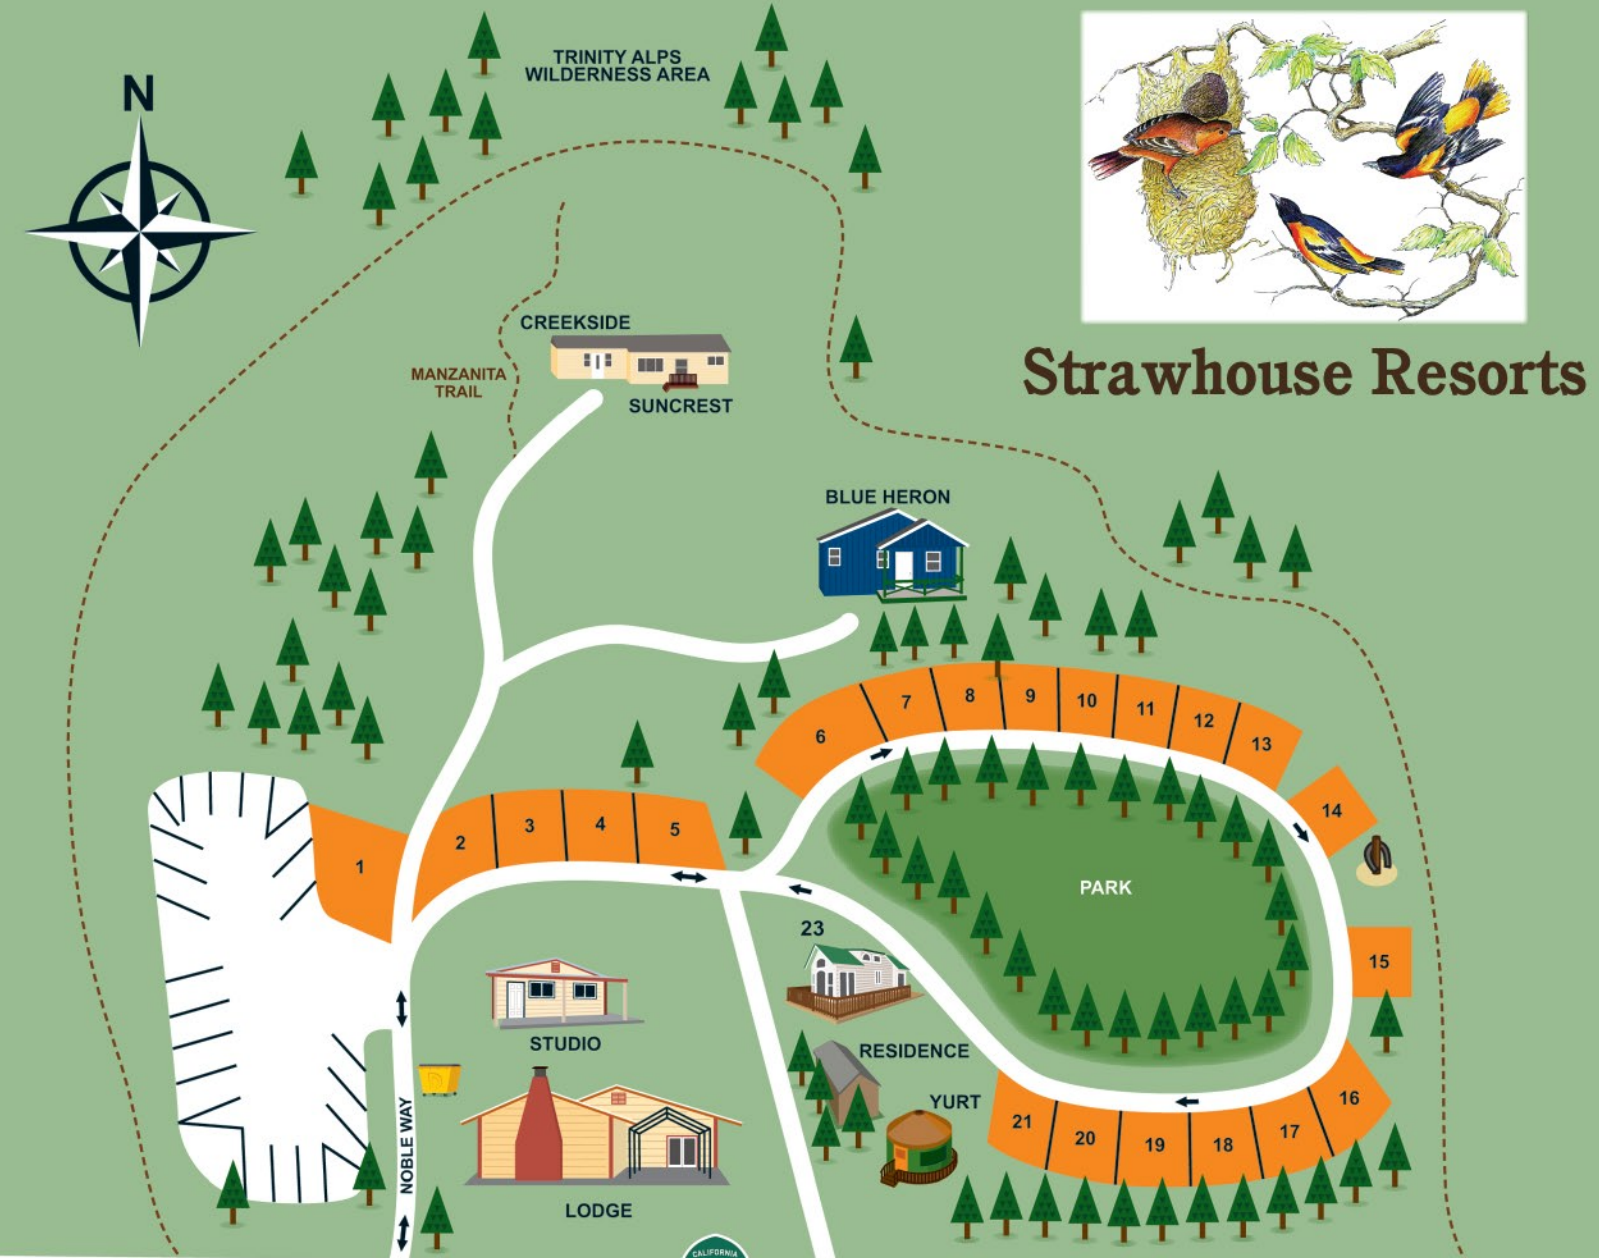 TRINITY ALPS
WILDERNESS AREA
N
Strawhouse Resorts
CREEKSIDE
MANZANITA
TRAIL
SUNCREST
BLUE HERON
6
7
8
9
10
11
12
13
14
1
2
3
4
5
PARK
23
15
STUDIO
RESIDENCE
YURT
NOBLE WAY
21
20
19
18
17
16
LODGE
CALIFORNIA